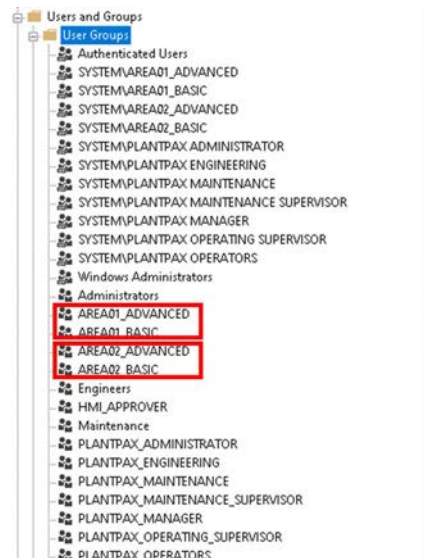 Users and Groups
User Groups
Authenticated Users
SYSTEM\AREA01_ADVANCED
SYSTEM\AREA01_BASIC
SYSTEM\AREA02_ADVANCED
SYSTEM\AREA02_BASIC
SYSTEM\PLANTPAX ADMINISTRATOR
SYSTEM\PLANTPAX ENGINEERING
SYSTEM\PLANTPAX MAINTENANCE
SYSTEM\PLANTPAX MAINTENANCE SUPERVISOR
SYSTEM\PLANTPAX MANAGER
SYSTEM\PLANTPAX OPERATING SUPERVISOR
SYSTEM\PLANTPAX OPERATORS
Windows Administrators
Administrators
AREA01_ADVANCED
AREA01_BASIC
AREA02_ADVANCED
AREA02_BASIC
Engineers
HMI_APPROVER
Maintenance
PLANTPAX_ADMINISTRATOR
PLANTPAX_ENGINEERING
PLANTPAX_MAINTENANCE
PLANTPAX_MAINTENANCE_SUPERVISOR
PLANTPAX_MANAGER
PLANTPAX_OPERATING_SUPERVISOR
PLANTPAX_OPERATORS